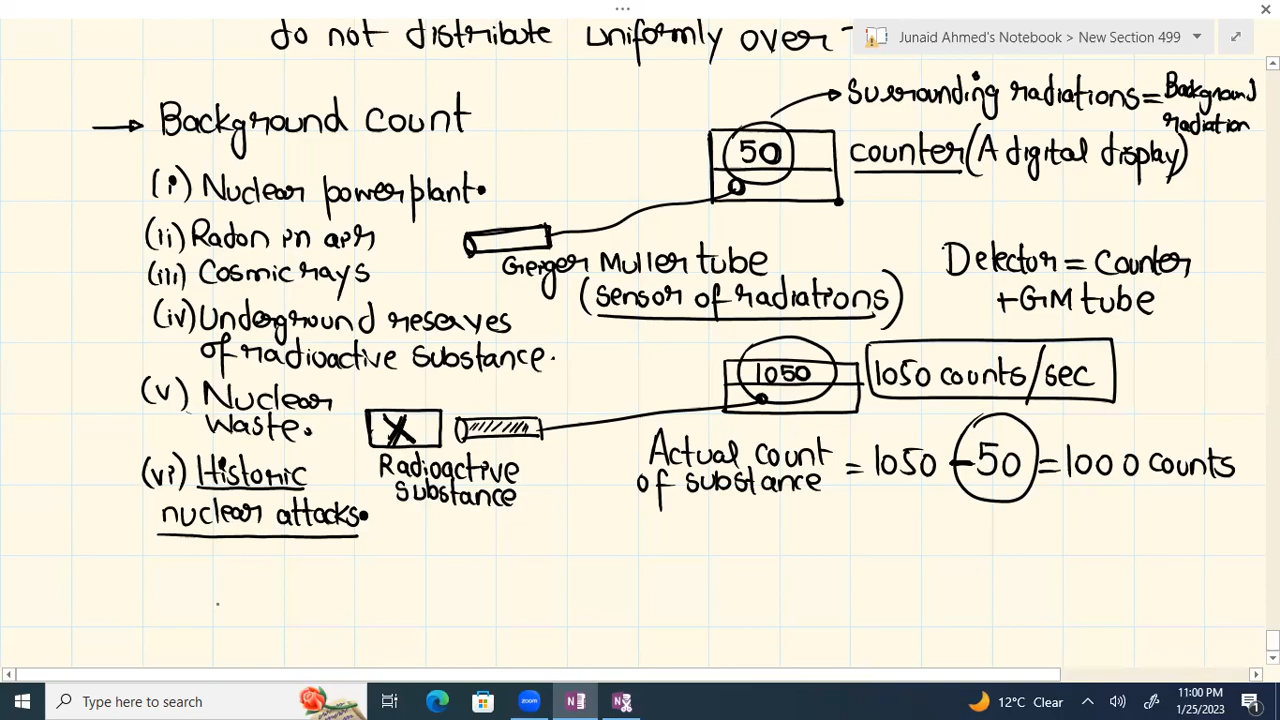 do not distribute uniformly over
Junaid Ahmed's Notebook > New Section 499
→ Background count
(i) Nuclear power plant.
(ii) Radon in air
(iii) Cosmic rays
(iv) Underground reserves
of radioactive substance.
(v) Nuclear
waste.
(vi) Historic
nuclear attacks.
50
Surrounding radiations = Background
radiation
counter (A digital display)
Geiger Muller tube
(sensor of radiations)
Detector = Counter
+ GM tube
1050
1050 counts/sec
X
Radioactive
substance
Actual count
of substance = 1050 - 50 = 1000 counts
Type here to search
zoom
12°C Clear
11:00 PM
1/25/2023
1